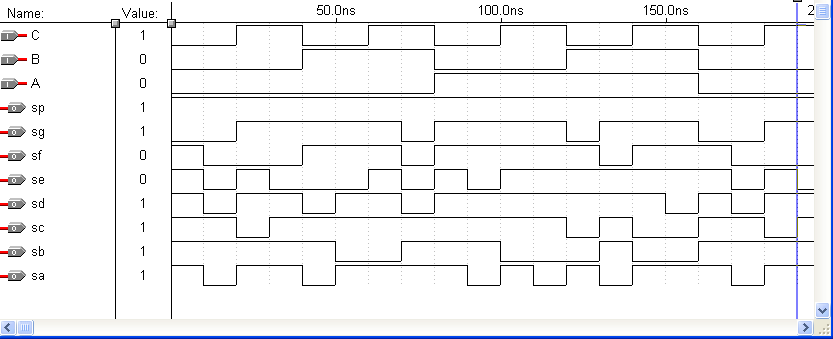 Name: Value: 50.0ns 100.0ns 150.0ns 2
C 1
B 0
A 0
sp 1
sg 1
sf 0
se 0
sd 1
sc 1
sb 1
sa 1